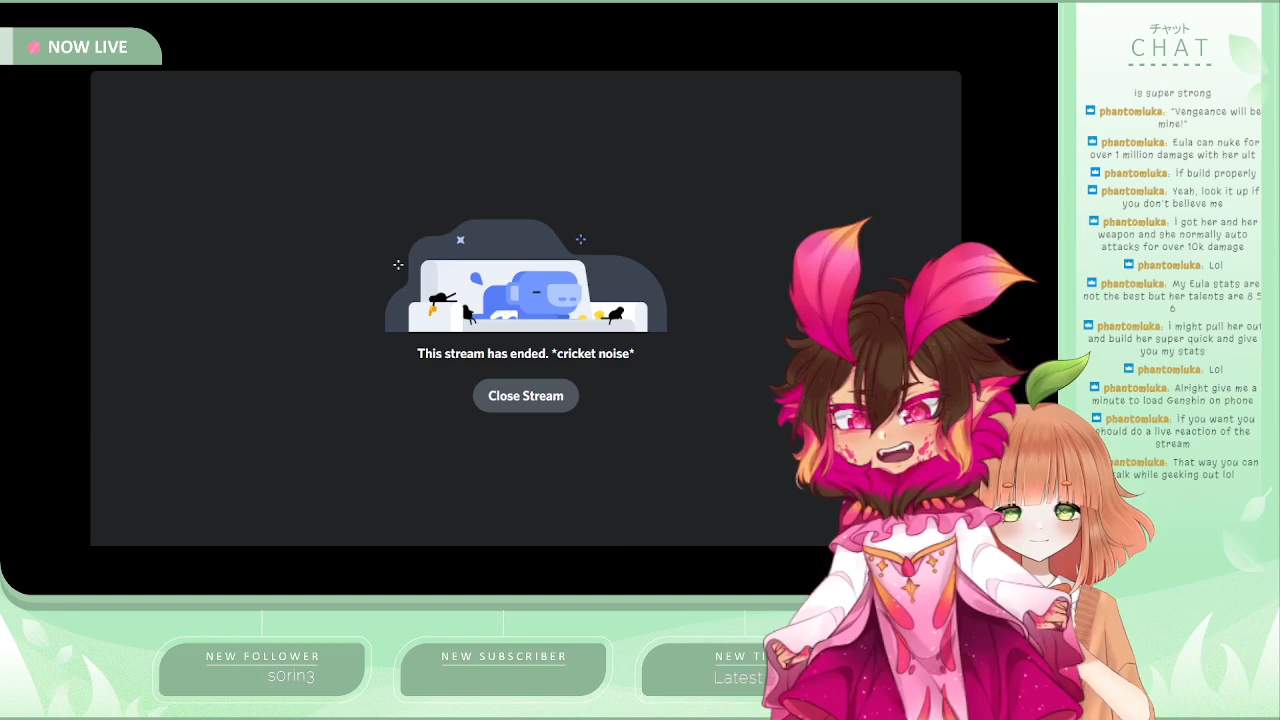 NOW LIVE
This stream has ended. *cricket noise*
Close Stream
チャット
CHAT
is super strong
phantomluka: "Vengeance will be
mine!"
phantomluka: Eula can nuke for
over 1 million damage with her ult
phantomluka: if build properly
phantomluka: Yeah, look it up if
you don't believe me
phantomluka: i got her and her
weapon and she normally auto
attacks for over 10k damage
phantomluka: Lol
phantomluka: My Eula stats are
not the best but her talents are 8 5
6
phantomluka: i might pull her out
and build her super quick and give
you my stats
phantomluka: Lol
phantomluka: Alright give me a
minute to load Genshin on phone
phantomluka: if you want you
should do a live reaction of the
stream
antomluka: That way you can
talk while geeking out lol
NEW FOLLOWER
s0rin3
NEW SUBSCRIBER
NEW TI
Latest